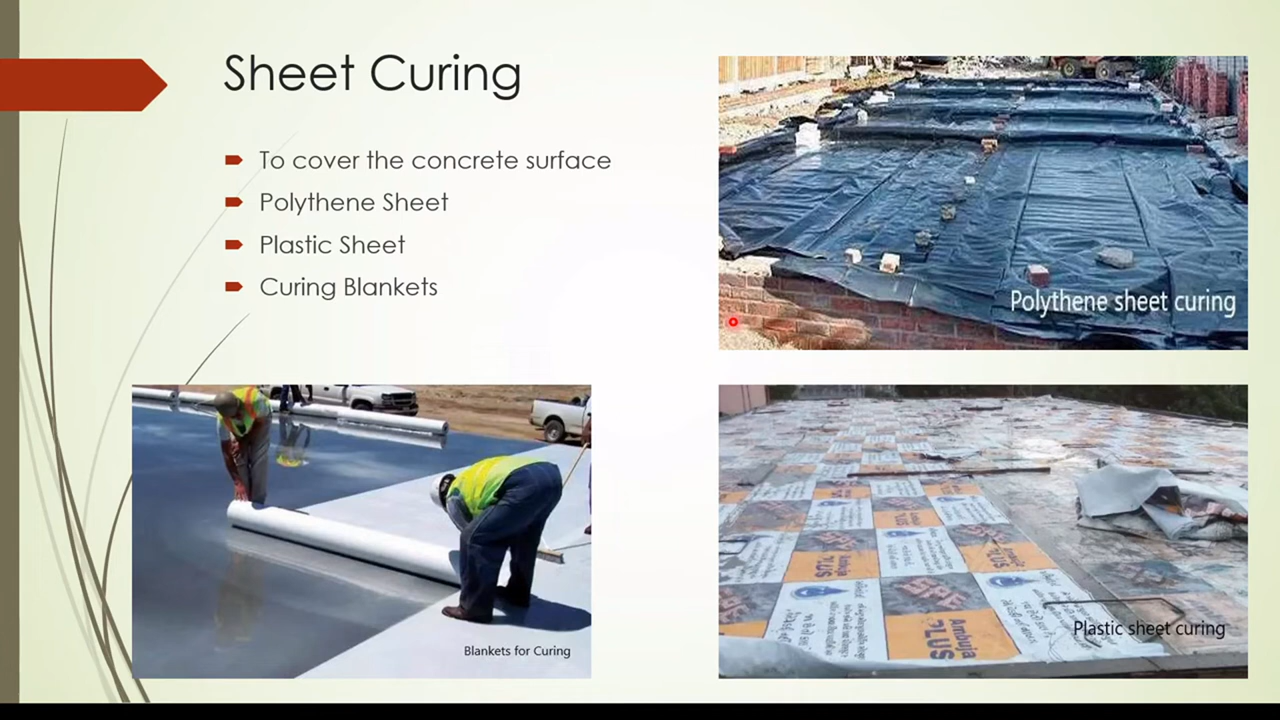 Sheet Curing
To cover the concrete surface
Polythene Sheet
Plastic Sheet
Curing Blankets
Polythene sheet curing
Blankets for Curing
Ambuja
PLUS
Plastic sheet curing